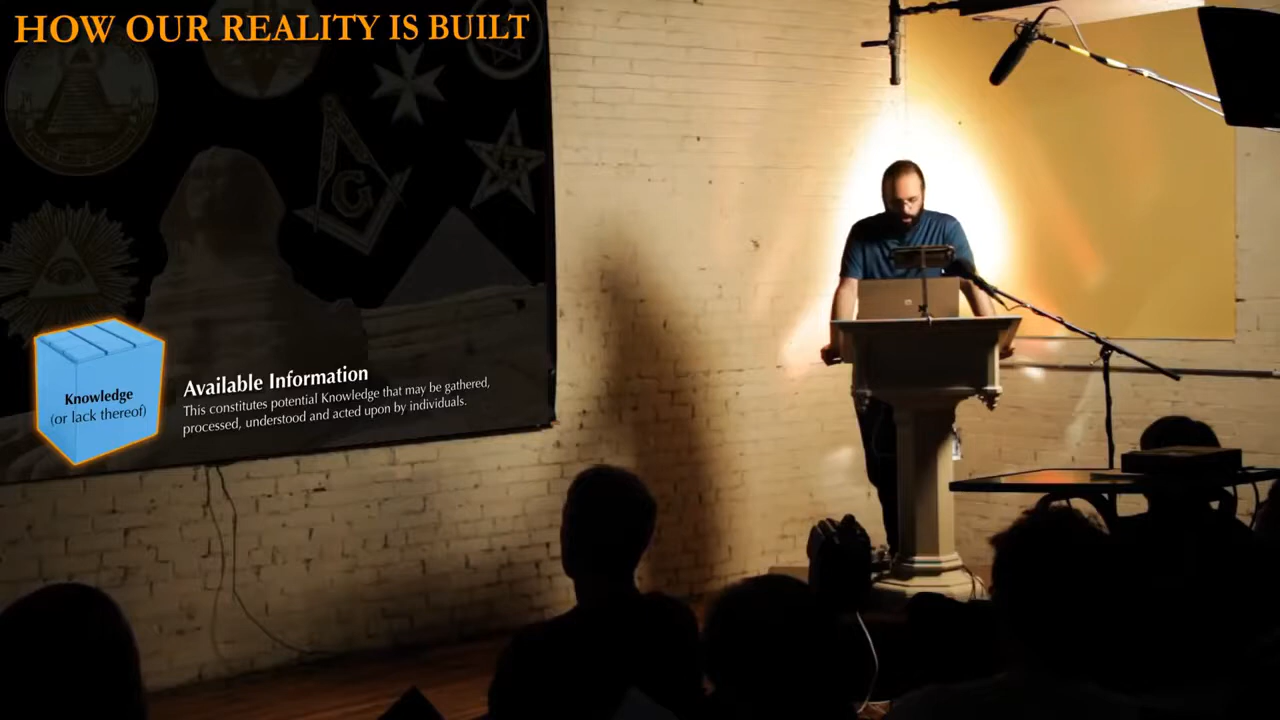 HOW OUR REALITY IS BUILT
G
Knowledge
(or lack thereof)
Available Information
This constitutes potential Knowledge that may be gathered,
processed, understood and acted upon by individuals.